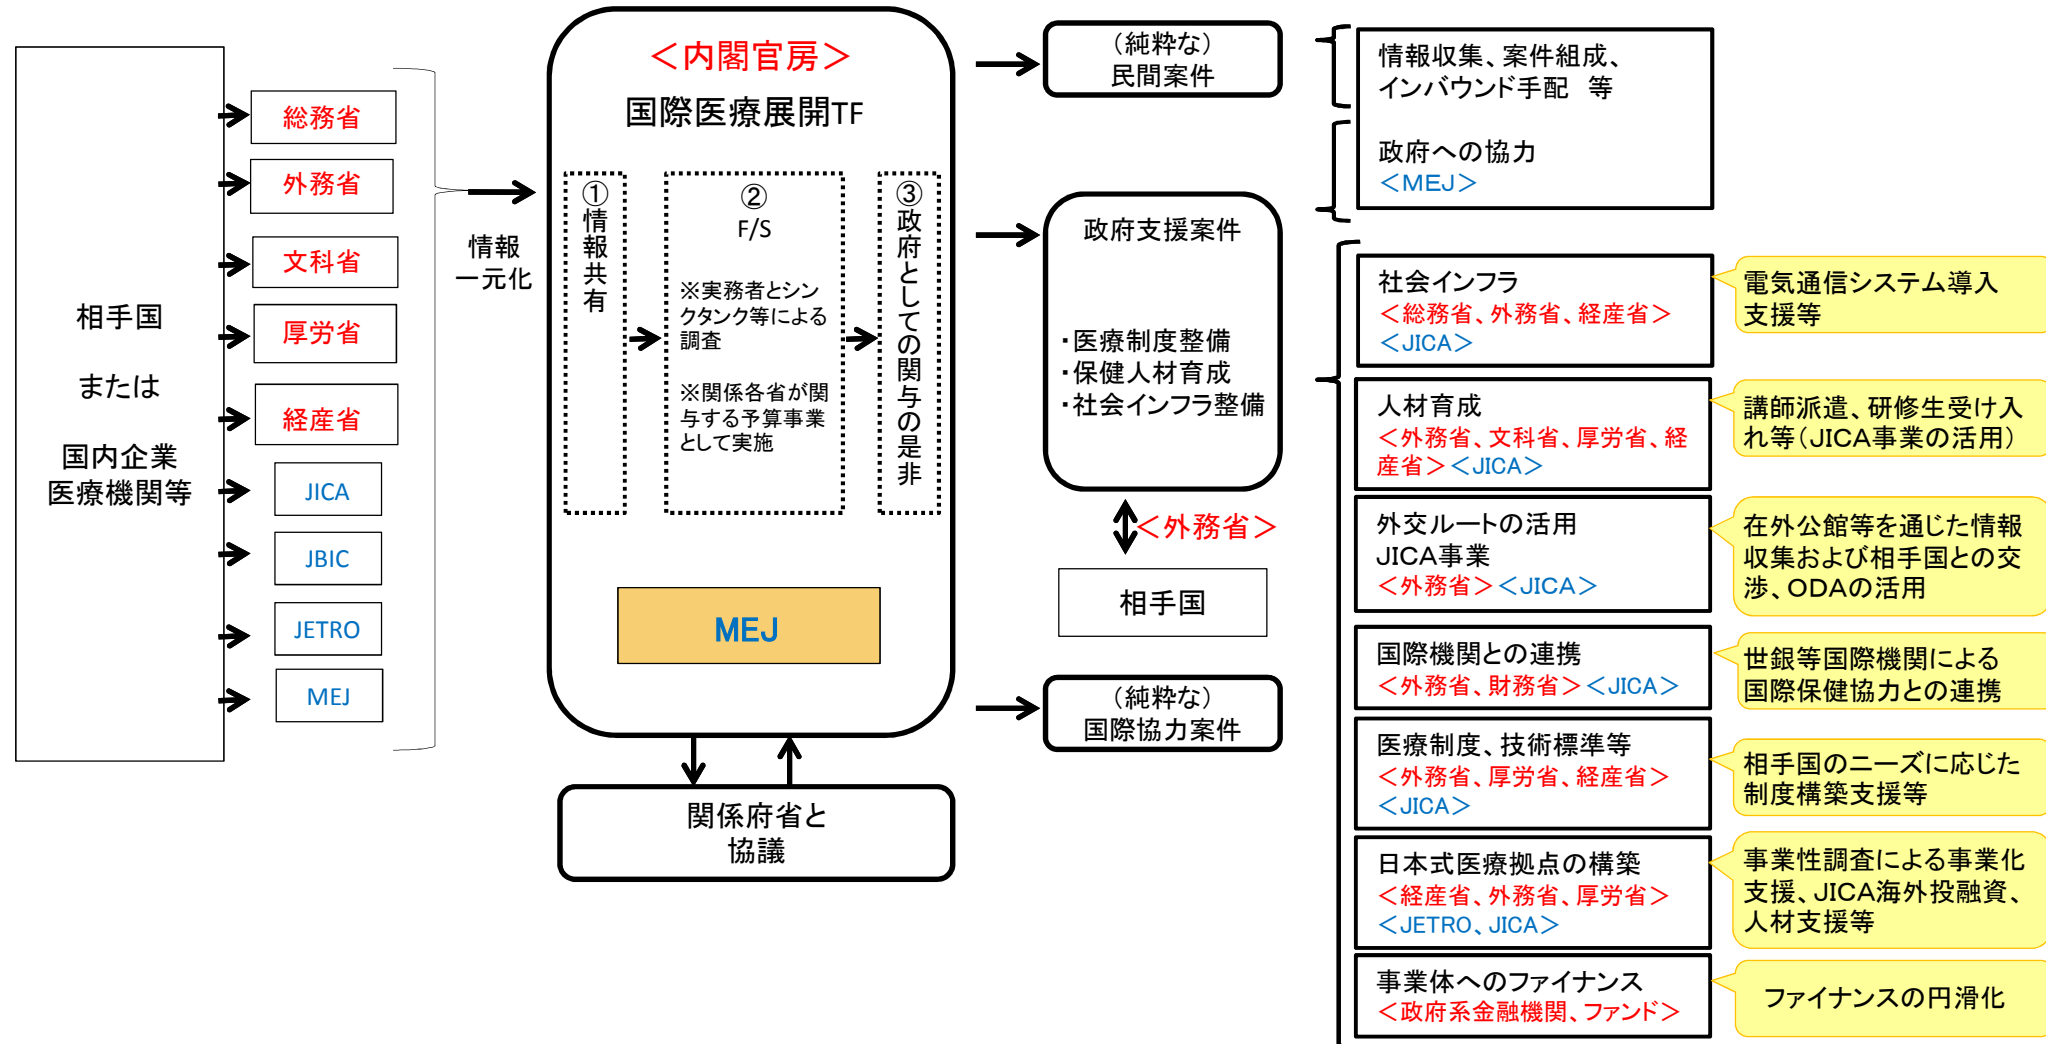 相手国
または
国内企業
医療機関等
総務省
外務省
文科省
厚労省
経産省
JICA
JBIC
JETRO
MEJ
情報
一元化
＜内閣官房＞
国際医療展開TF
①情報共有
②
F/S
※実務者とシン
クタンク等による
調査
※関係各省が関
与する予算事業
として実施
③政府としての関与の是非
MEJ
関係府省と
協議
（純粋な）
民間案件
政府支援案件
・医療制度整備
・保健人材育成
・社会インフラ整備
＜外務省＞
相手国
（純粋な）
国際協力案件
情報収集、案件組成、
インバウンド手配　等
政府への協力
＜MEJ＞
社会インフラ
＜総務省、外務省、経産省＞
＜JICA＞
電気通信システム導入
支援等
人材育成
＜外務省、文科省、厚労省、経
産省＞＜JICA＞
講師派遣、研修生受け入
れ等（JICA事業の活用）
外交ルートの活用
JICA事業
＜外務省＞＜JICA＞
在外公館等を通じた情報
収集および相手国との交
渉、ODAの活用
国際機関との連携
＜外務省、財務省＞＜JICA＞
世銀等国際機関による
国際保健協力との連携
医療制度、技術標準等
＜外務省、厚労省、経産省＞
＜JICA＞
相手国のニーズに応じた
制度構築支援等
日本式医療拠点の構築
＜経産省、外務省、厚労省＞
＜JETRO、JICA＞
事業性調査による事業化
支援、JICA海外投融資、
人材支援等
事業体へのファイナンス
＜政府系金融機関、ファンド＞
ファイナンスの円滑化